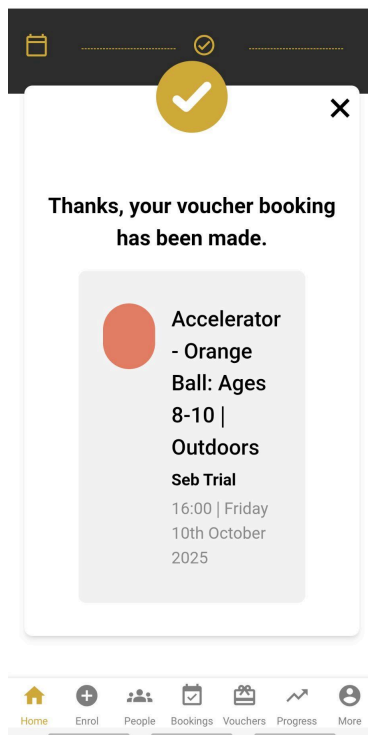 Thanks, your voucher booking
has been made.
Accelerator
- Orange
Ball: Ages
8-10 |
Outdoors
Seb Trial
16:00 | Friday
10th October
2025
Home Enrol People Bookings Vouchers Progress More